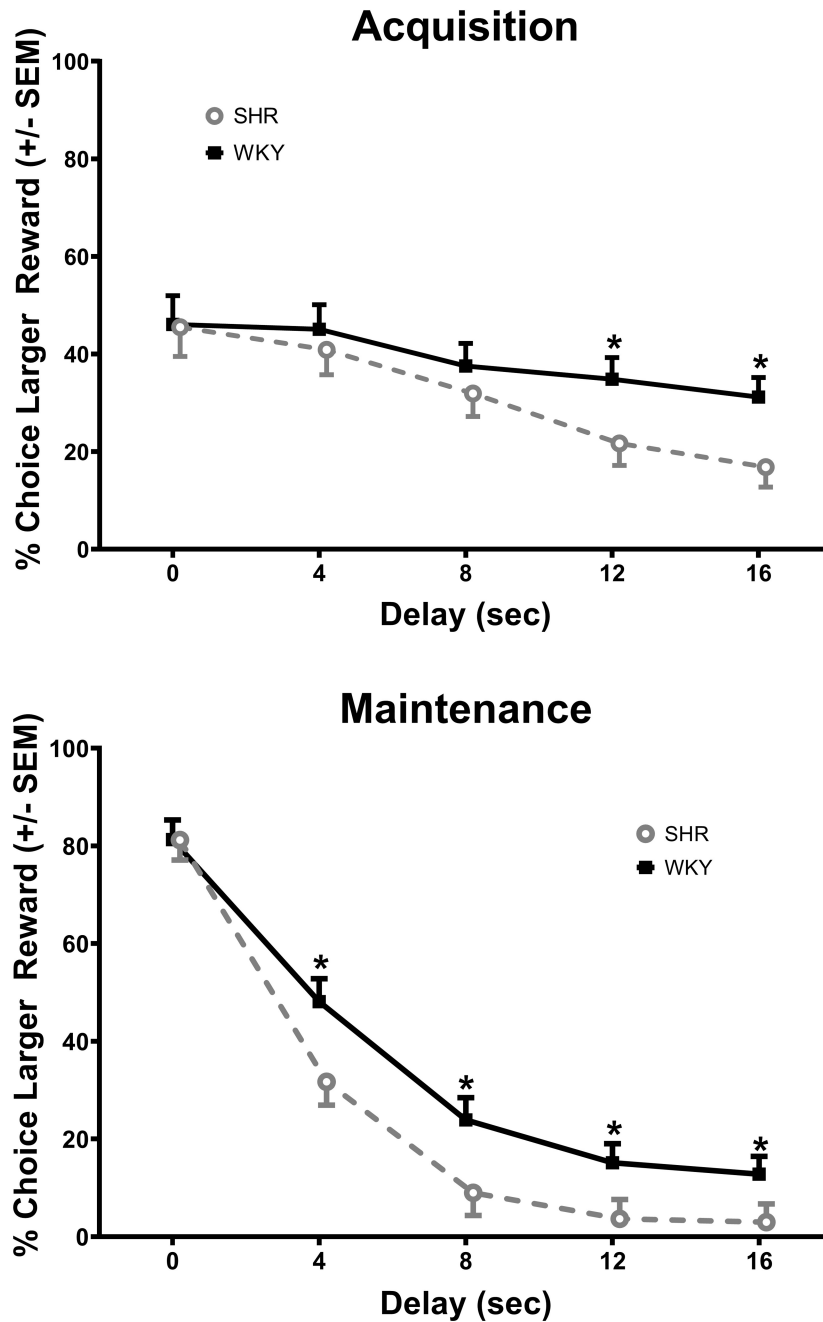 Acquisition
% Choice Larger  Reward (+/- SEM)
100
80
60
40
20
0
SHR
WKY
*
*
0 4 8 12 16
Delay (sec)
Maintenance
% Choice Larger  Reward (+/- SEM)
100
80
60
40
20
0
SHR
WKY
*
*
*
*
0 4 8 12 16
Delay (sec)